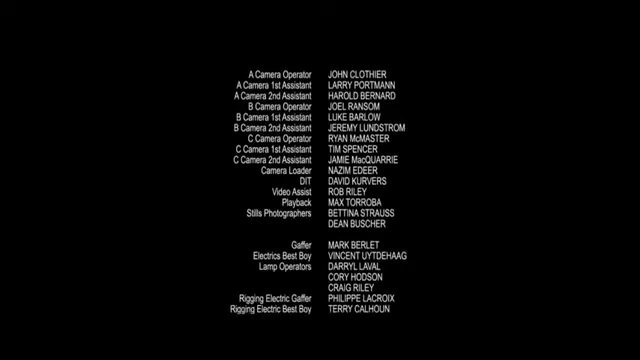 A Camera Operator JOHN CLOTHIER
A Camera 1st Assistant LARRY PORTMANN
A Camera 2nd Assistant HAROLD BERNARD
B Camera Operator JOEL RANSOM
B Camera 1st Assistant LUKE BARLOW
B Camera 2nd Assistant JEREMY LUNDSTROM
C Camera Operator RYAN McMASTER
C Camera 1st Assistant TIM SPENCER
C Camera 2nd Assistant JAMIE MacQUARRIE
Camera Loader NAZIM EDEER
DIT DAVID KURVERS
Video Assist ROB RILEY
Playback MAX TORROBA
Stills Photographers BETTINA STRAUSS
DEAN BUSCHER
Gaffer MARK BERLET
Electrics Best Boy VINCENT UYTDEHAAG
Lamp Operators DARRYL LAVAL
CORY HODSON
CRAIG RILEY
Rigging Electric Gaffer PHILIPPE LACROIX
Rigging Electric Best Boy TERRY CALHOUN